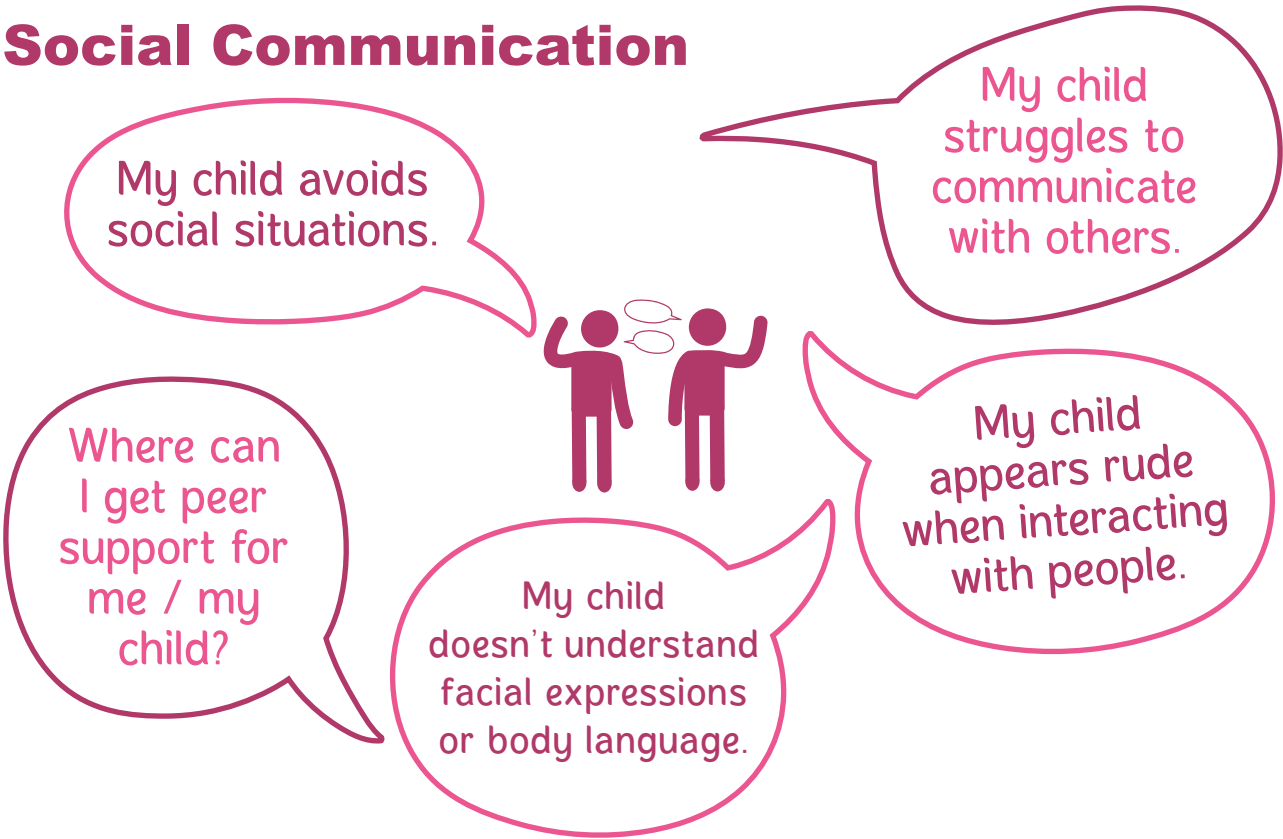 Social Communication
My child avoids
social situations.
My child
struggles to
communicate
with others.
Where can
I get peer
support for
me / my
child?
My child
doesn't understand
facial expressions
or body language.
My child
appears rude
when interacting
with people.